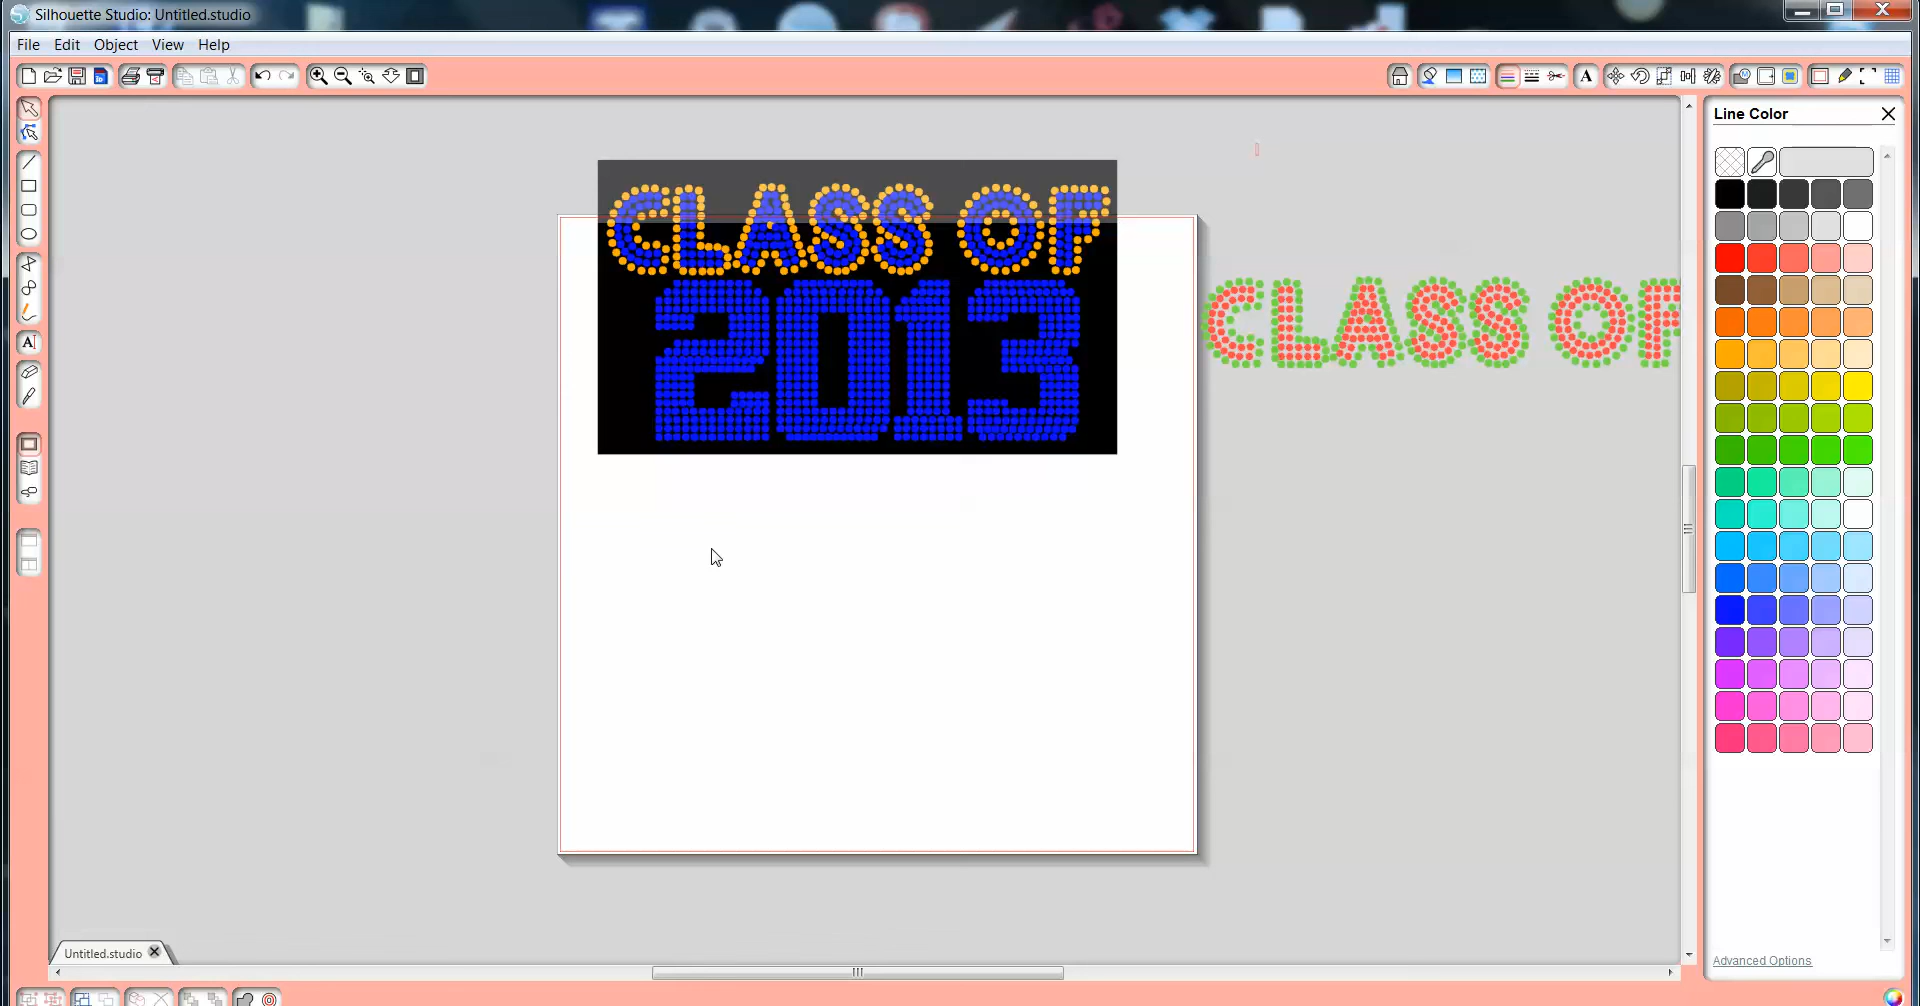 Silhouette Studio: Untitled.studio
File Edit Object View Help
Line Color
CLASS OF
2013
CLASS OF
Untitled.studio
Advanced Options